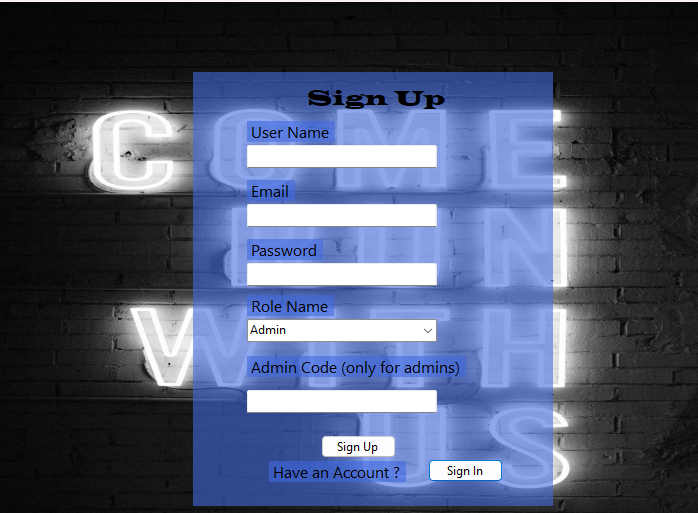 Sign Up
User Name
Email
Password
Role Name
Admin
Admin Code (only for admins)
Sign Up
Have an Account ? Sign In
COME
RUN
WITH
US